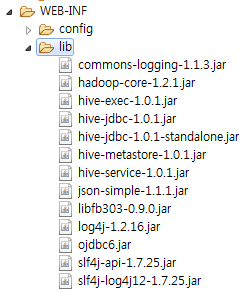 WEB-INF
config
lib
commons-logging-1.1.3.jar
hadoop-core-1.2.1.jar
hive-exec-1.0.1.jar
hive-jdbc-1.0.1.jar
hive-jdbc-1.0.1-standalone.jar
hive-metastore-1.0.1.jar
hive-service-1.0.1.jar
json-simple-1.1.1.jar
libfb303-0.9.0.jar
log4j-1.2.16.jar
ojdbc6.jar
slf4j-api-1.7.25.jar
slf4j-log4j12-1.7.25.jar